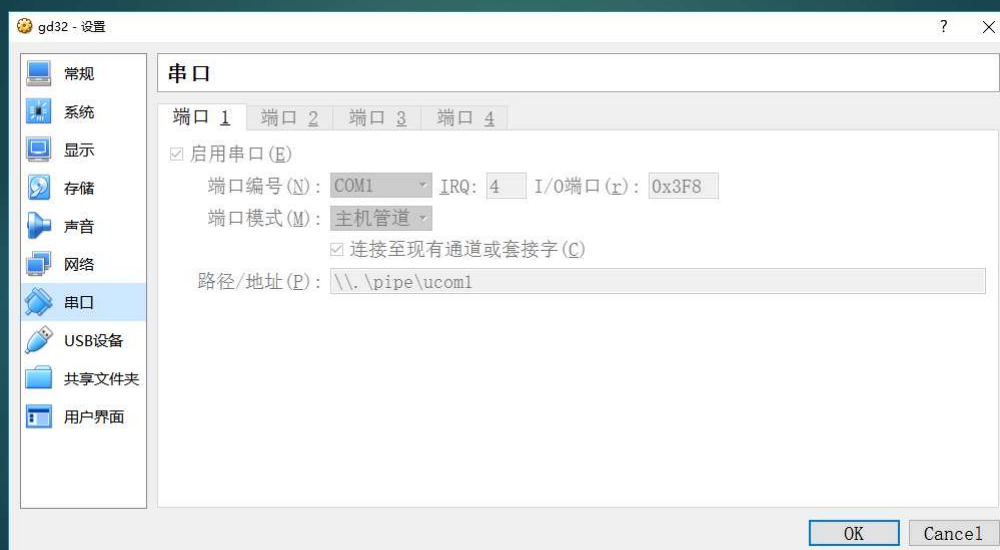 gd32 - 设置
?
常规
系统
显示
存储
声音
网络
串口
USB设备
共享文件夹
用户界面
串口
端口 1 端口 2 端口 3 端口 4
启用串口(E)
端口编号(N): COM1 IRQ: 4 I/O端口(r): 0x3F8
端口模式(M): 主机管道
连接至现有通道或套接字(C)
路径/地址(P): \\.\pipe\ucom1
OK Cancel